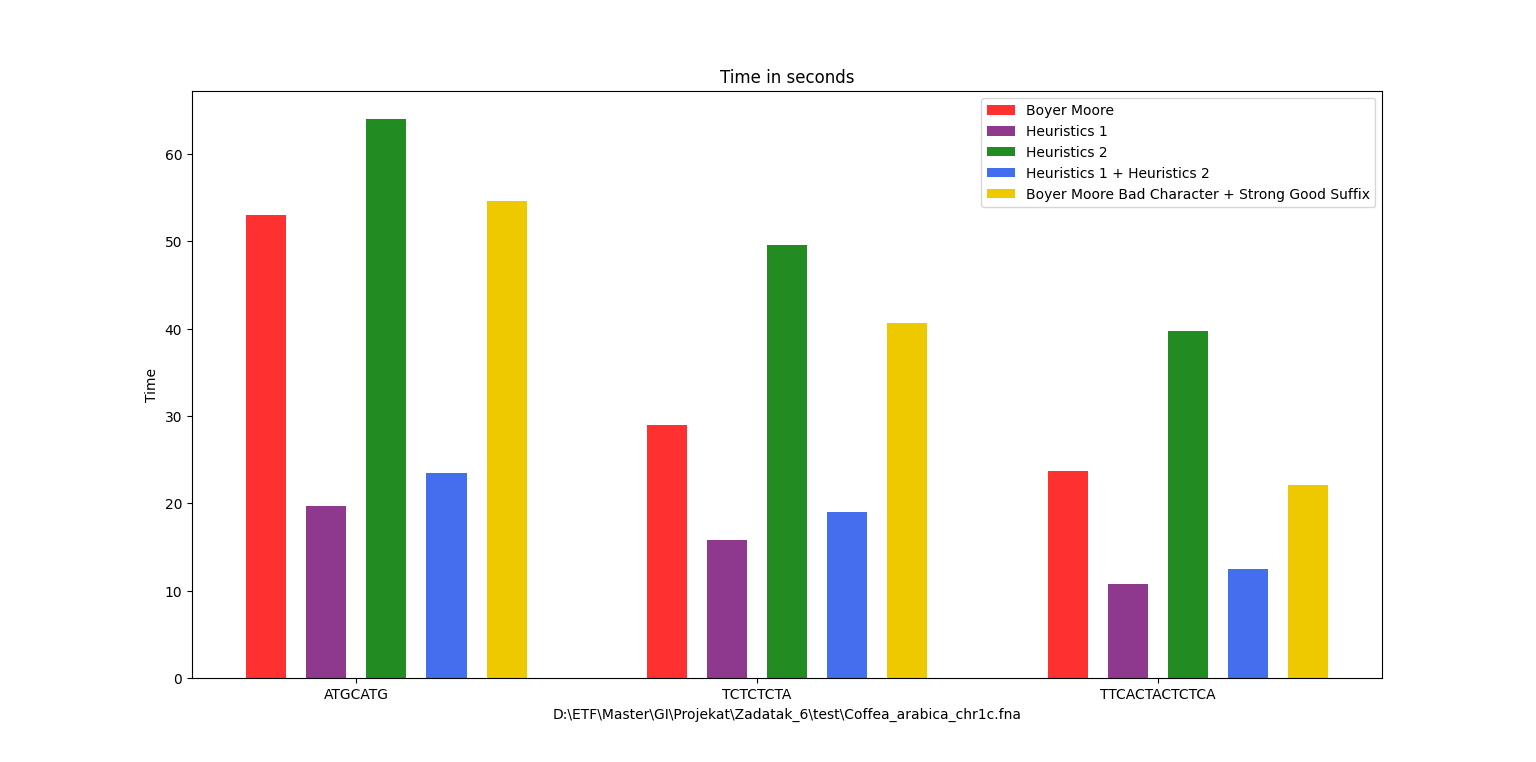 Time in seconds
Boyer Moore
Heuristics 1
Heuristics 2
Heuristics 1 + Heuristics 2
Boyer Moore Bad Character + Strong Good Suffix
Time
60
50
40
30
20
10
0
ATGCATG
TCTCTCTA
TTCACTACTCTCA
D:\ETF\Master\GI\Projekat\Zadatak_6\test\Coffea_arabica_chr1c.fna